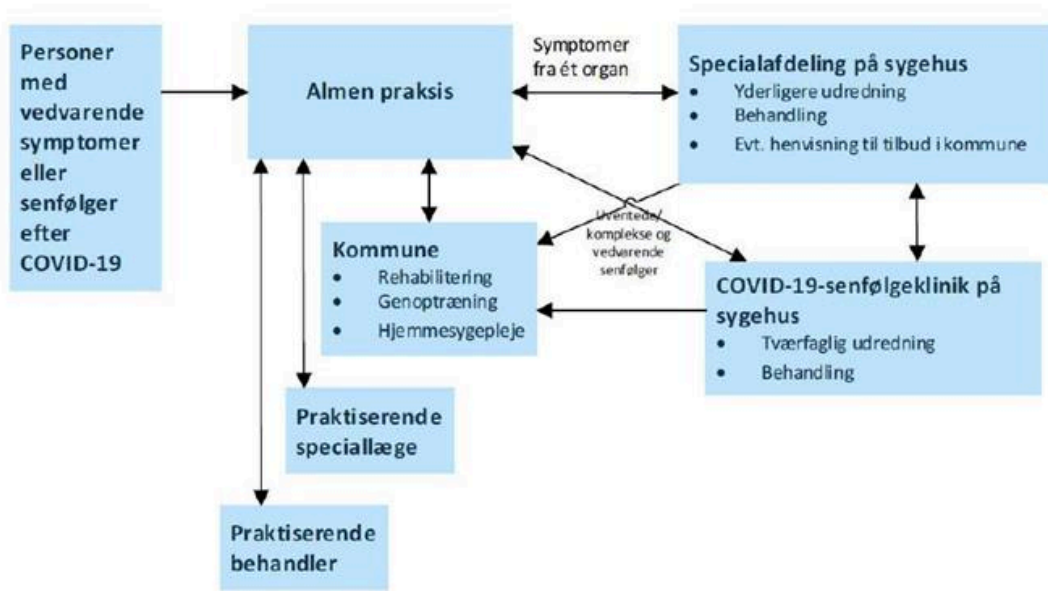 Personer
med
vedvarende
symptomer
eller
senfølger
efter
COVID-19
Almen praksis
Symptomer
fra ét organ
Specialafdeling på sygehus
• Yderligere udredning
• Behandling
• Evt. henvisning til tilbud i kommune
Uventede/
komplekse og
vedvarende
senfølger
Kommune
• Rehabilitering
• Genoptræning
• Hjemmesygepleje
COVID-19-senfølgeklinik på
sygehus
• Tværfaglig udredning
• Behandling
Praktiserende
speciallæge
Praktiserende
behandler